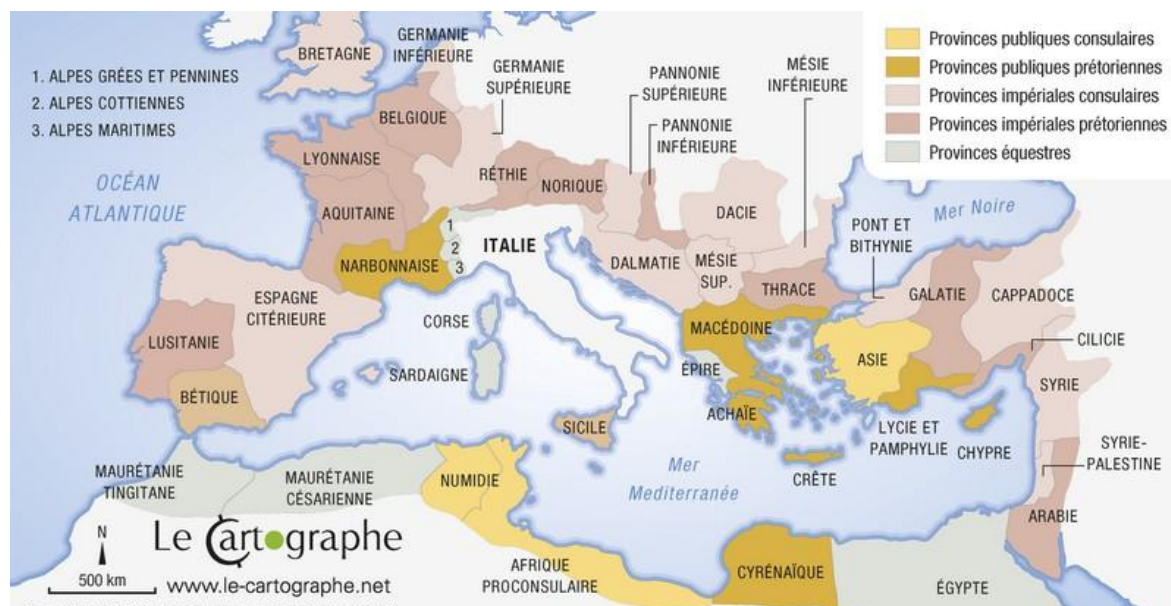 1. ALPES GRÉES ET PENNINES
2. ALPES COTTIENNES
3. ALPES MARITIMES
Provinces publiques consulaires
Provinces publiques prétoriennes
Provinces impériales consulaires
Provinces impériales prétoriennes
Provinces équestres
BRETAGNE
GERMANIE
INFÉRIEURE
GERMANIE
SUPÉRIEURE
PANNONIE
SUPÉRIEURE
PANNONIE
INFÉRIEURE
MÉSIE
INFÉRIEURE
BELGIQUE
LYONNAISE
RÉTHIE
NORIQUE
OCÉAN
ATLANTIQUE
AQUITAINE
DACIE
Mer Noire
PONT ET
BITHYNIE
1
2
3
ITALIE
NARBONNAISE
DALMATIE
MÉSIE
SUP.
THRACE
GALATIE
CAPPADOCE
ESPAGNE
CITÉRIEURE
CORSE
MACÉDOINE
LUSITANIE
CILICIE
ASIE
SARDAIGNE
ÉPIRE
SYRIE
BÉTIQUE
ACHAÏE
SICILE
LYCIE ET
PAMPHYLIE
CHYPRE
SYRIE-
PALESTINE
MAURÉTANIE
TINGITANE
MAURÉTANIE
CÉSARIENNE
NUMIDIE
Mer
Mediterranée
CRÊTE
ARABIE
N
500 km
Le Cartographe
www.le-cartographe.net
AFRIQUE
PROCONSULAIRE
CYRÉNAÏQUE
ÉGYPTE